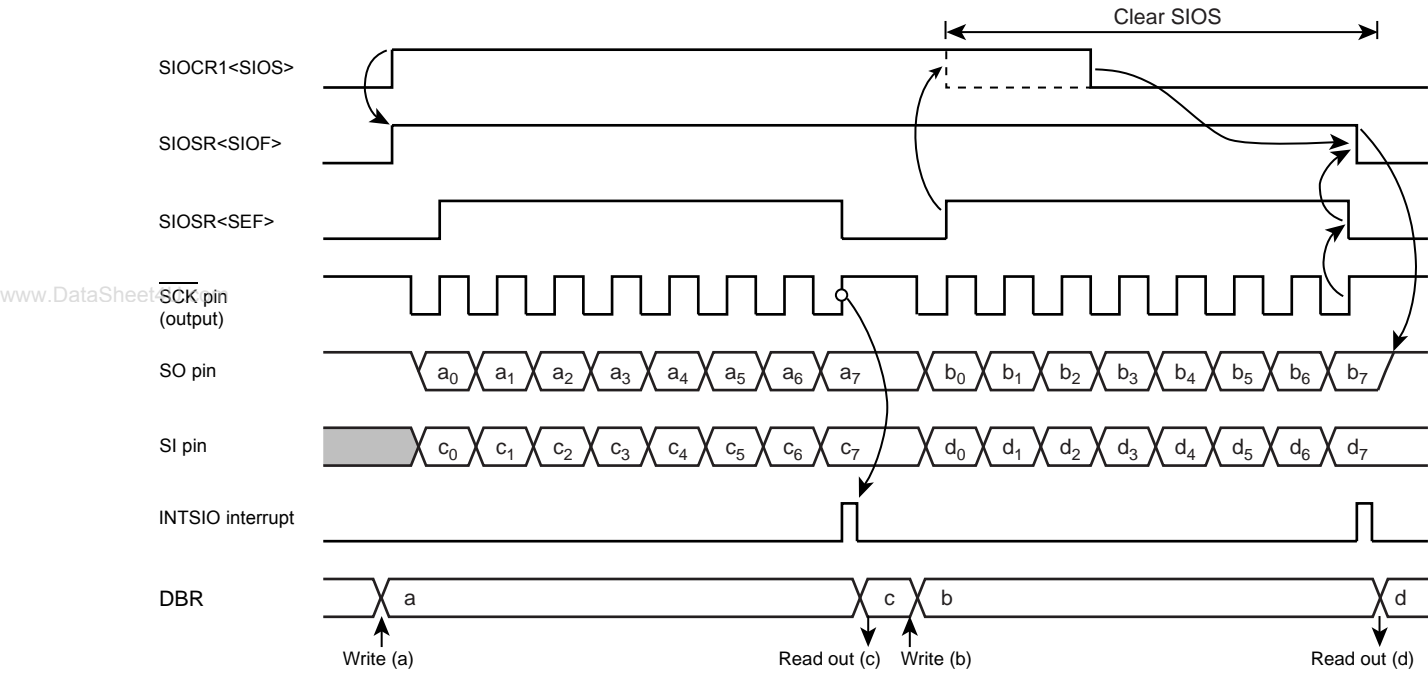 Clear SIOS
SIOCR1<SIOS>
SIOSR<SIOF>
SIOSR<SEF>
www.DataSheet4U.com
SCK pin
(output)
SO pin
a0 a1 a2 a3 a4 a5 a6 a7 b0 b1 b2 b3 b4 b5 b6 b7
SI pin
c0 c1 c2 c3 c4 c5 c6 c7 d0 d1 d2 d3 d4 d5 d6 d7
INTSIO interrupt
DBR a c b d
Write (a) Read out (c) Write (b) Read out (d)